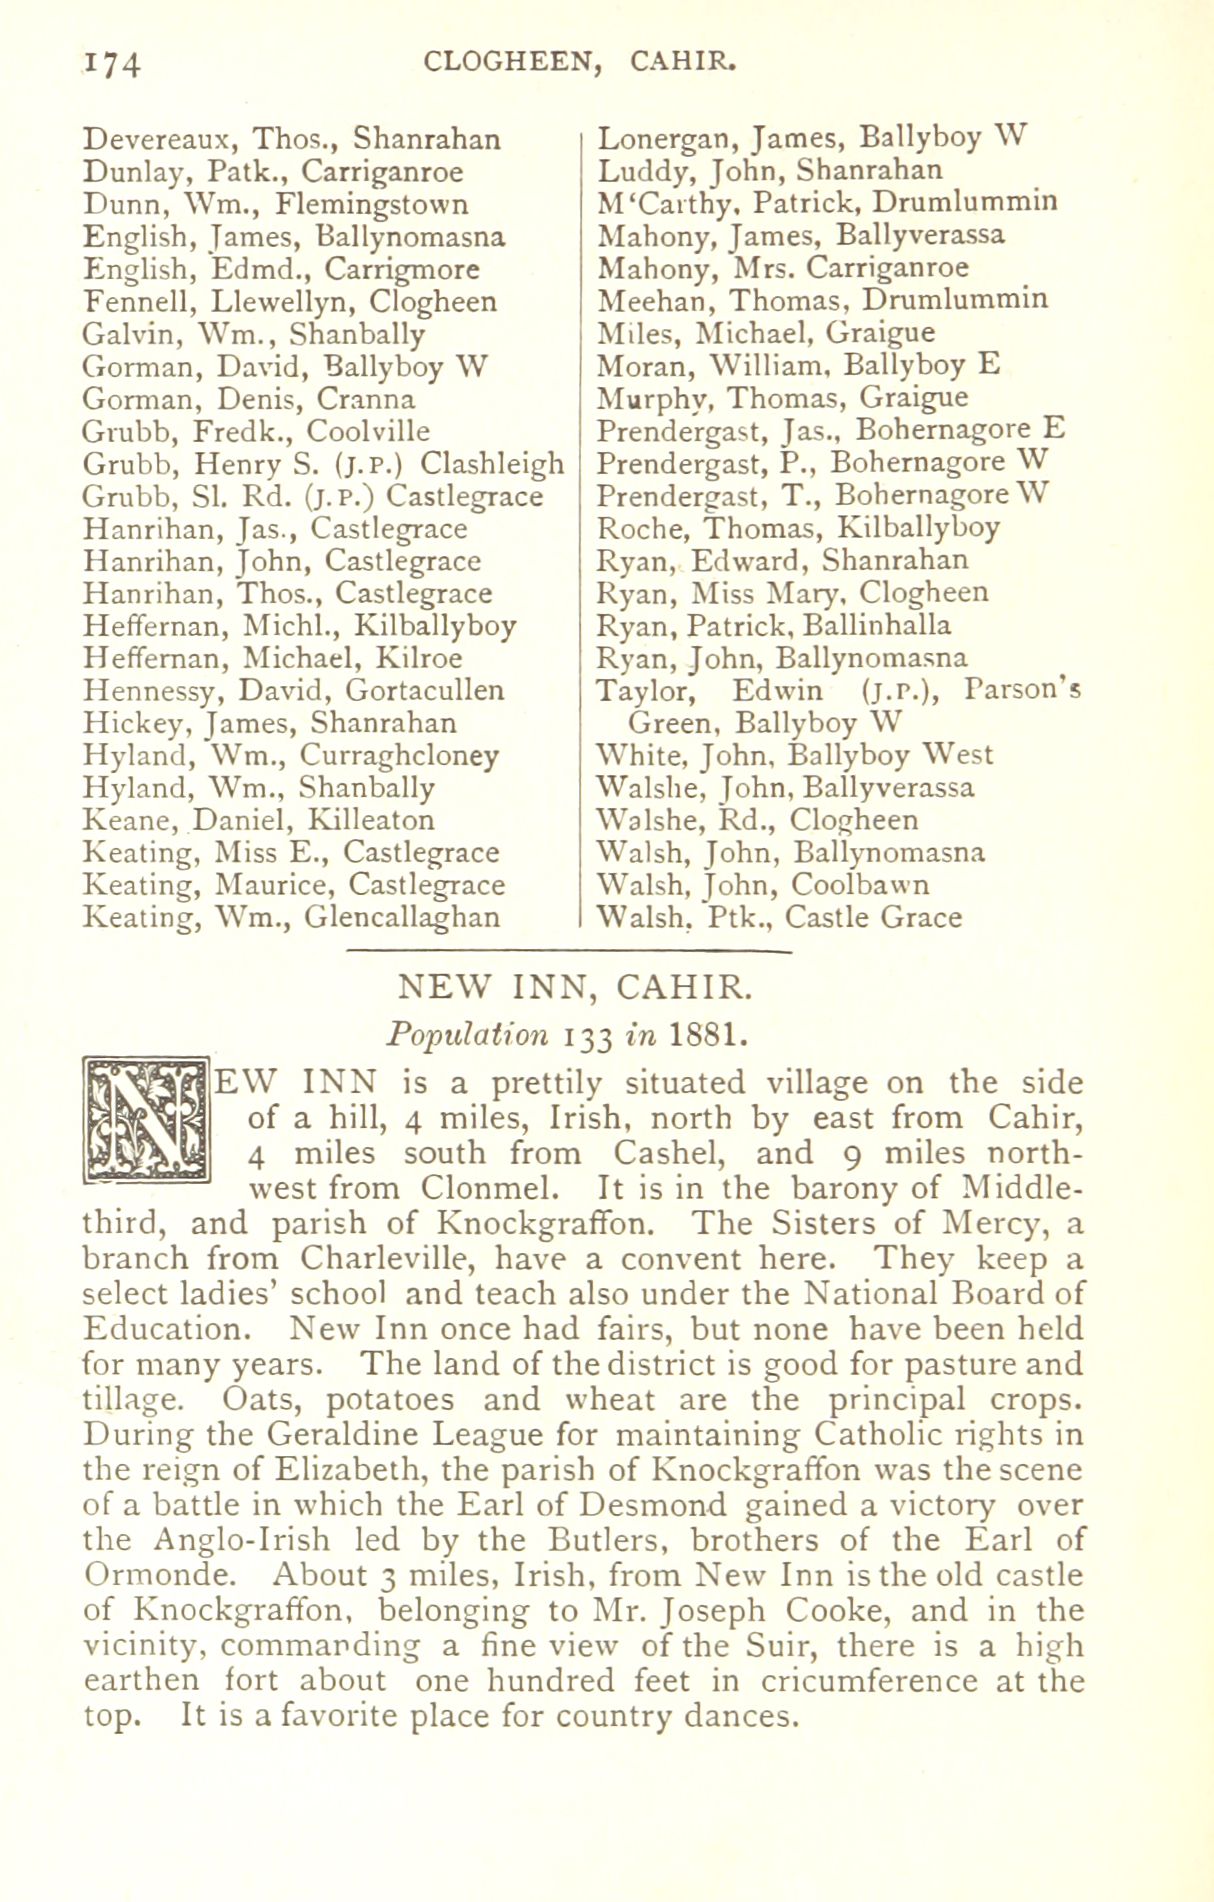 174
CLOGHEEN, CAHIR.
Devereaux, Thos., Shanrahan
Dunlay, Patk., Carriganroe
Dunn, Wm., Flemingstown
English, James, Ballynomasna
English, Edmd., Carrigmore
Fennell, Llewellyn, Clogheen
Galvin, Wm., Shanbally
Gorman, David, Ballyboy W
Gorman, Denis, Cranna
Grubb, Fredk., Coolville
Grubb, Henry S. (J.P.) Clashleigh
Grubb, Sl. Rd. (J.P.) Castlegrace
Hanrihan, Jas., Castlegrace
Hanrihan, John, Castlegrace
Hanrihan, Thos., Castlegrace
Heffernan, Michl., Kilballyboy
Heffernan, Michael, Kilroe
Hennessy, David, Gortacullen
Hickey, James, Shanrahan
Hyland, Wm., Curraghcloney
Hyland, Wm., Shanbally
Keane, Daniel, Killeaton
Keating, Miss E., Castlegrace
Keating, Maurice, Castlegrace
Keating, Wm., Glencallaghan
Lonergan, James, Ballyboy W
Luddy, John, Shanrahan
M‘Carthy, Patrick, Drumlummin
Mahony, James, Ballyverassa
Mahony, Mrs. Carriganroe
Meehan, Thomas, Drumlummin
Miles, Michael, Graigue
Moran, William, Ballyboy E
Murphy, Thomas, Graigue
Prendergast, Jas., Bohernagore E
Prendergast, P., Bohernagore W
Prendergast, T., Bohernagore W
Roche, Thomas, Kilballyboy
Ryan, Edward, Shanrahan
Ryan, Miss Mary, Clogheen
Ryan, Patrick, Ballinhalla
Ryan, John, Ballynomasna
Taylor, Edwin (J.P.), Parson's
Green, Ballyboy W
White, John, Ballyboy West
Walshe, John, Ballyverassa
Walshe, Rd., Clogheen
Walsh, John, Ballynomasna
Walsh, John, Coolbawn
Walsh, Ptk., Castle Grace
NEW INN, CAHIR.
Population 133 in 1881.
NEW INN is a prettily situated village on the side
of a hill, 4 miles, Irish, north by east from Cahir,
4 miles south from Cashel, and 9 miles north-
west from Clonmel. It is in the barony of Middle-
third, and parish of Knockgraffon. The Sisters of Mercy, a
branch from Charleville, have a convent here. They keep a
select ladies' school and teach also under the National Board of
Education. New Inn once had fairs, but none have been held
for many years. The land of the district is good for pasture and
tillage. Oats, potatoes and wheat are the principal crops.
During the Geraldine League for maintaining Catholic rights in
the reign of Elizabeth, the parish of Knockgraffon was the scene
of a battle in which the Earl of Desmond gained a victory over
the Anglo-Irish led by the Butlers, brothers of the Earl of
Ormonde. About 3 miles, Irish, from New Inn is the old castle
of Knockgraffon, belonging to Mr. Joseph Cooke, and in the
vicinity, commanding a fine view of the Suir, there is a high
earthen fort about one hundred feet in cricumference at the
top. It is a favorite place for country dances.